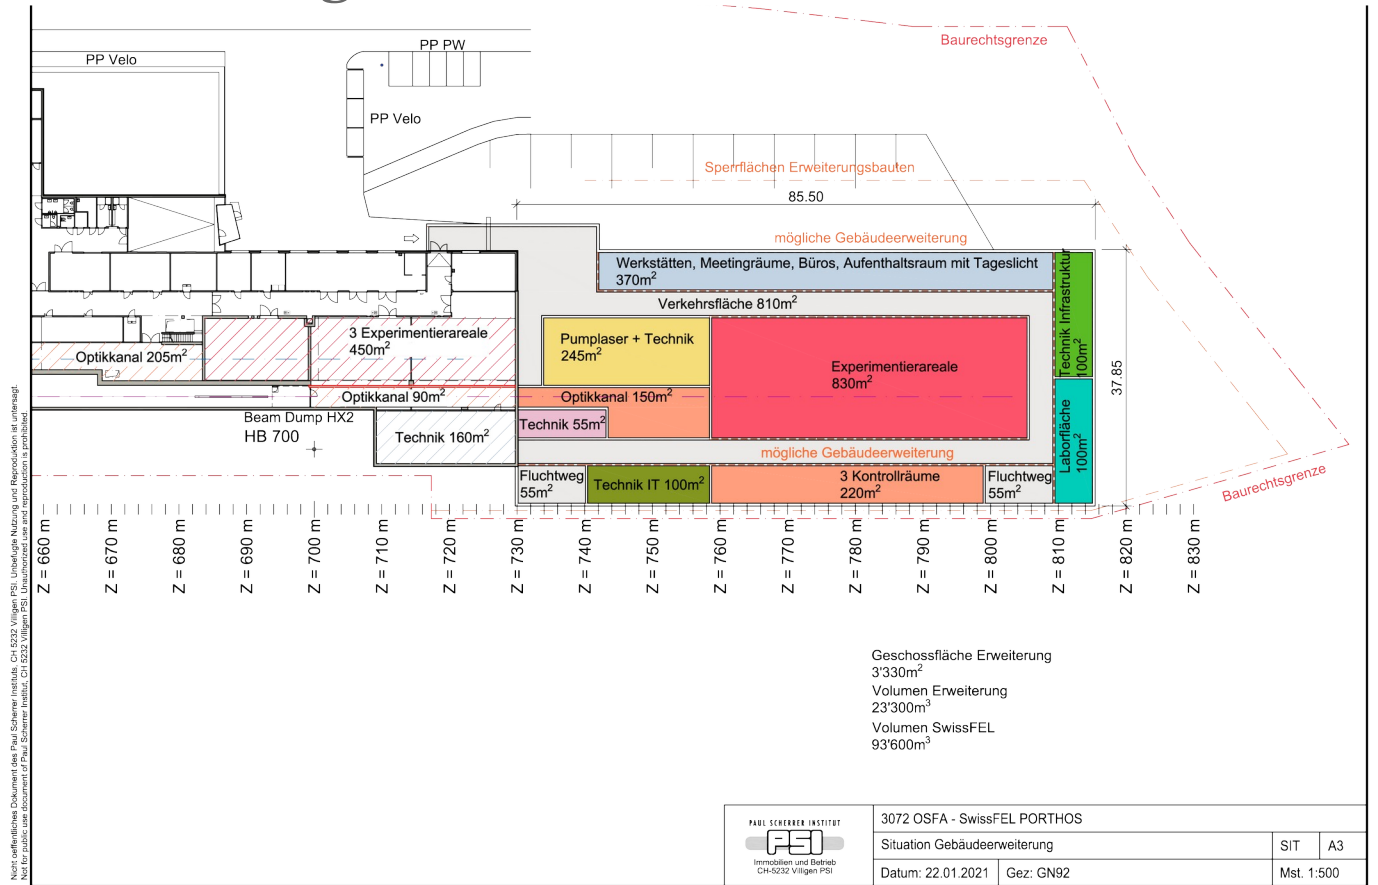 PP Velo
PP PW
PP Velo
Baurechtsgrenze
Sperrflächen Erweiterungsbauten
85.50
mögliche Gebäudeerweiterung
Werkstätten, Meetingräume, Büros, Aufenthaltsraum mit Tageslicht
370m²
Verkehrsfläche 810m²
Technik Infrastruktur
100m²
3 Experimentierareale
450m²
Pumplaser + Technik
245m²
Experimentierareale
830m²
Optikkanal 205m²
37.85
Optikkanal 90m²
Optikkanal 150m²
Beam Dump HX2
HB 700
Technik 160m²
Technik 55m²
Laborfläche
100m²
mögliche Gebäudeerweiterung
Fluchtweg
55m²
Technik IT 100m²
3 Kontrollräume
220m²
Fluchtweg
55m²
Baurechtsgrenze
Z = 660 m
Z = 670 m
Z = 680 m
Z = 690 m
Z = 700 m
Z = 710 m
Z = 720 m
Z = 730 m
Z = 740 m
Z = 750 m
Z = 760 m
Z = 770 m
Z = 780 m
Z = 790 m
Z = 800 m
Z = 810 m
Z = 820 m
Z = 830 m
Nicht oeffentliches Dokument des Paul Scherrer Instituts, CH 5232 Villigen PSI. Unbefugte Nutzung und Reproduktion ist untersagt.
Not for public use document of Paul Scherrer Institut, CH 5232 Villigen PSI. Unauthorized use and reproduction is prohibited.
Geschossfläche Erweiterung
3'330m²
Volumen Erweiterung
23'300m³
Volumen SwissFEL
93'600m³
PAUL SCHERRER INSTITUT
PSI
Immobilien und Betrieb
CH-5232 Villigen PSI
3072 OSFA - SwissFEL PORTHOS
Situation Gebäudeerweiterung
SIT
A3
Datum: 22.01.2021
Gez: GN92
Mst. 1:500